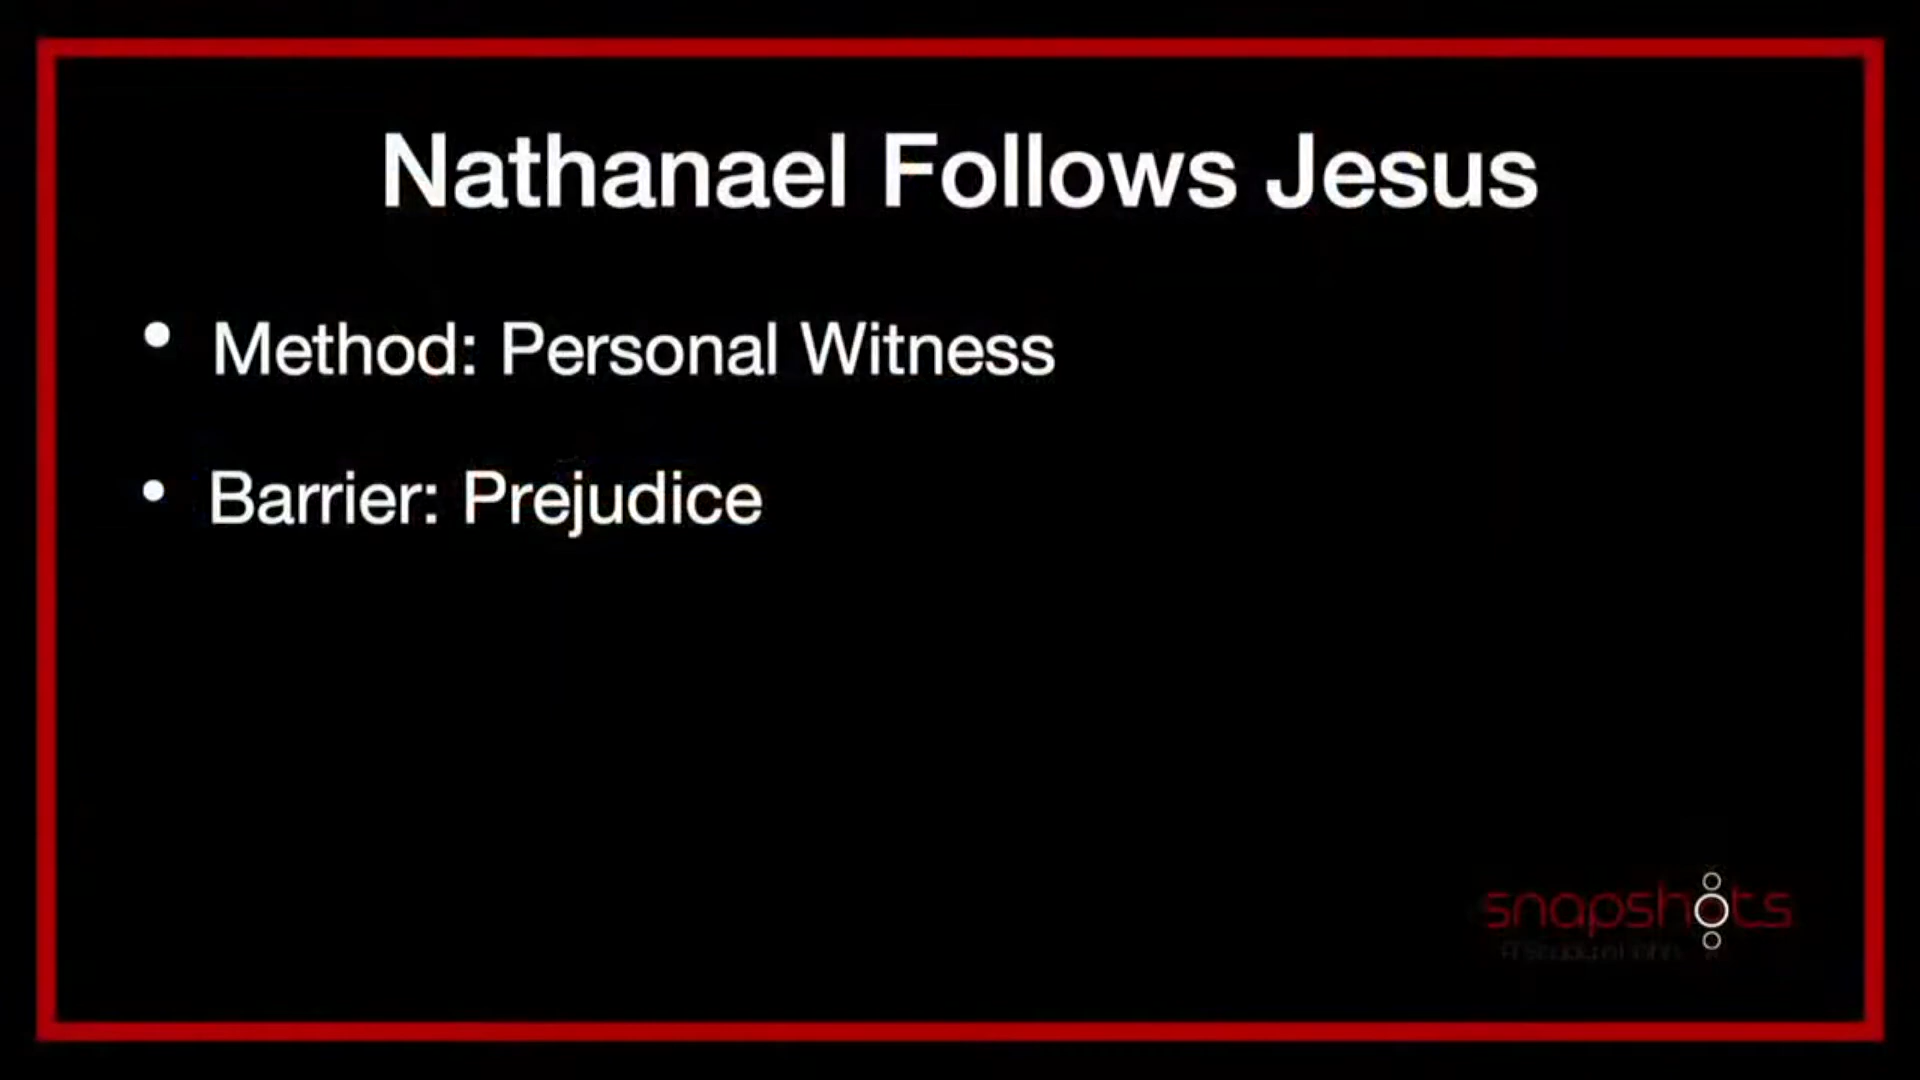 Nathanael Follows Jesus
• Method: Personal Witness
• Barrier: Prejudice
snapshots